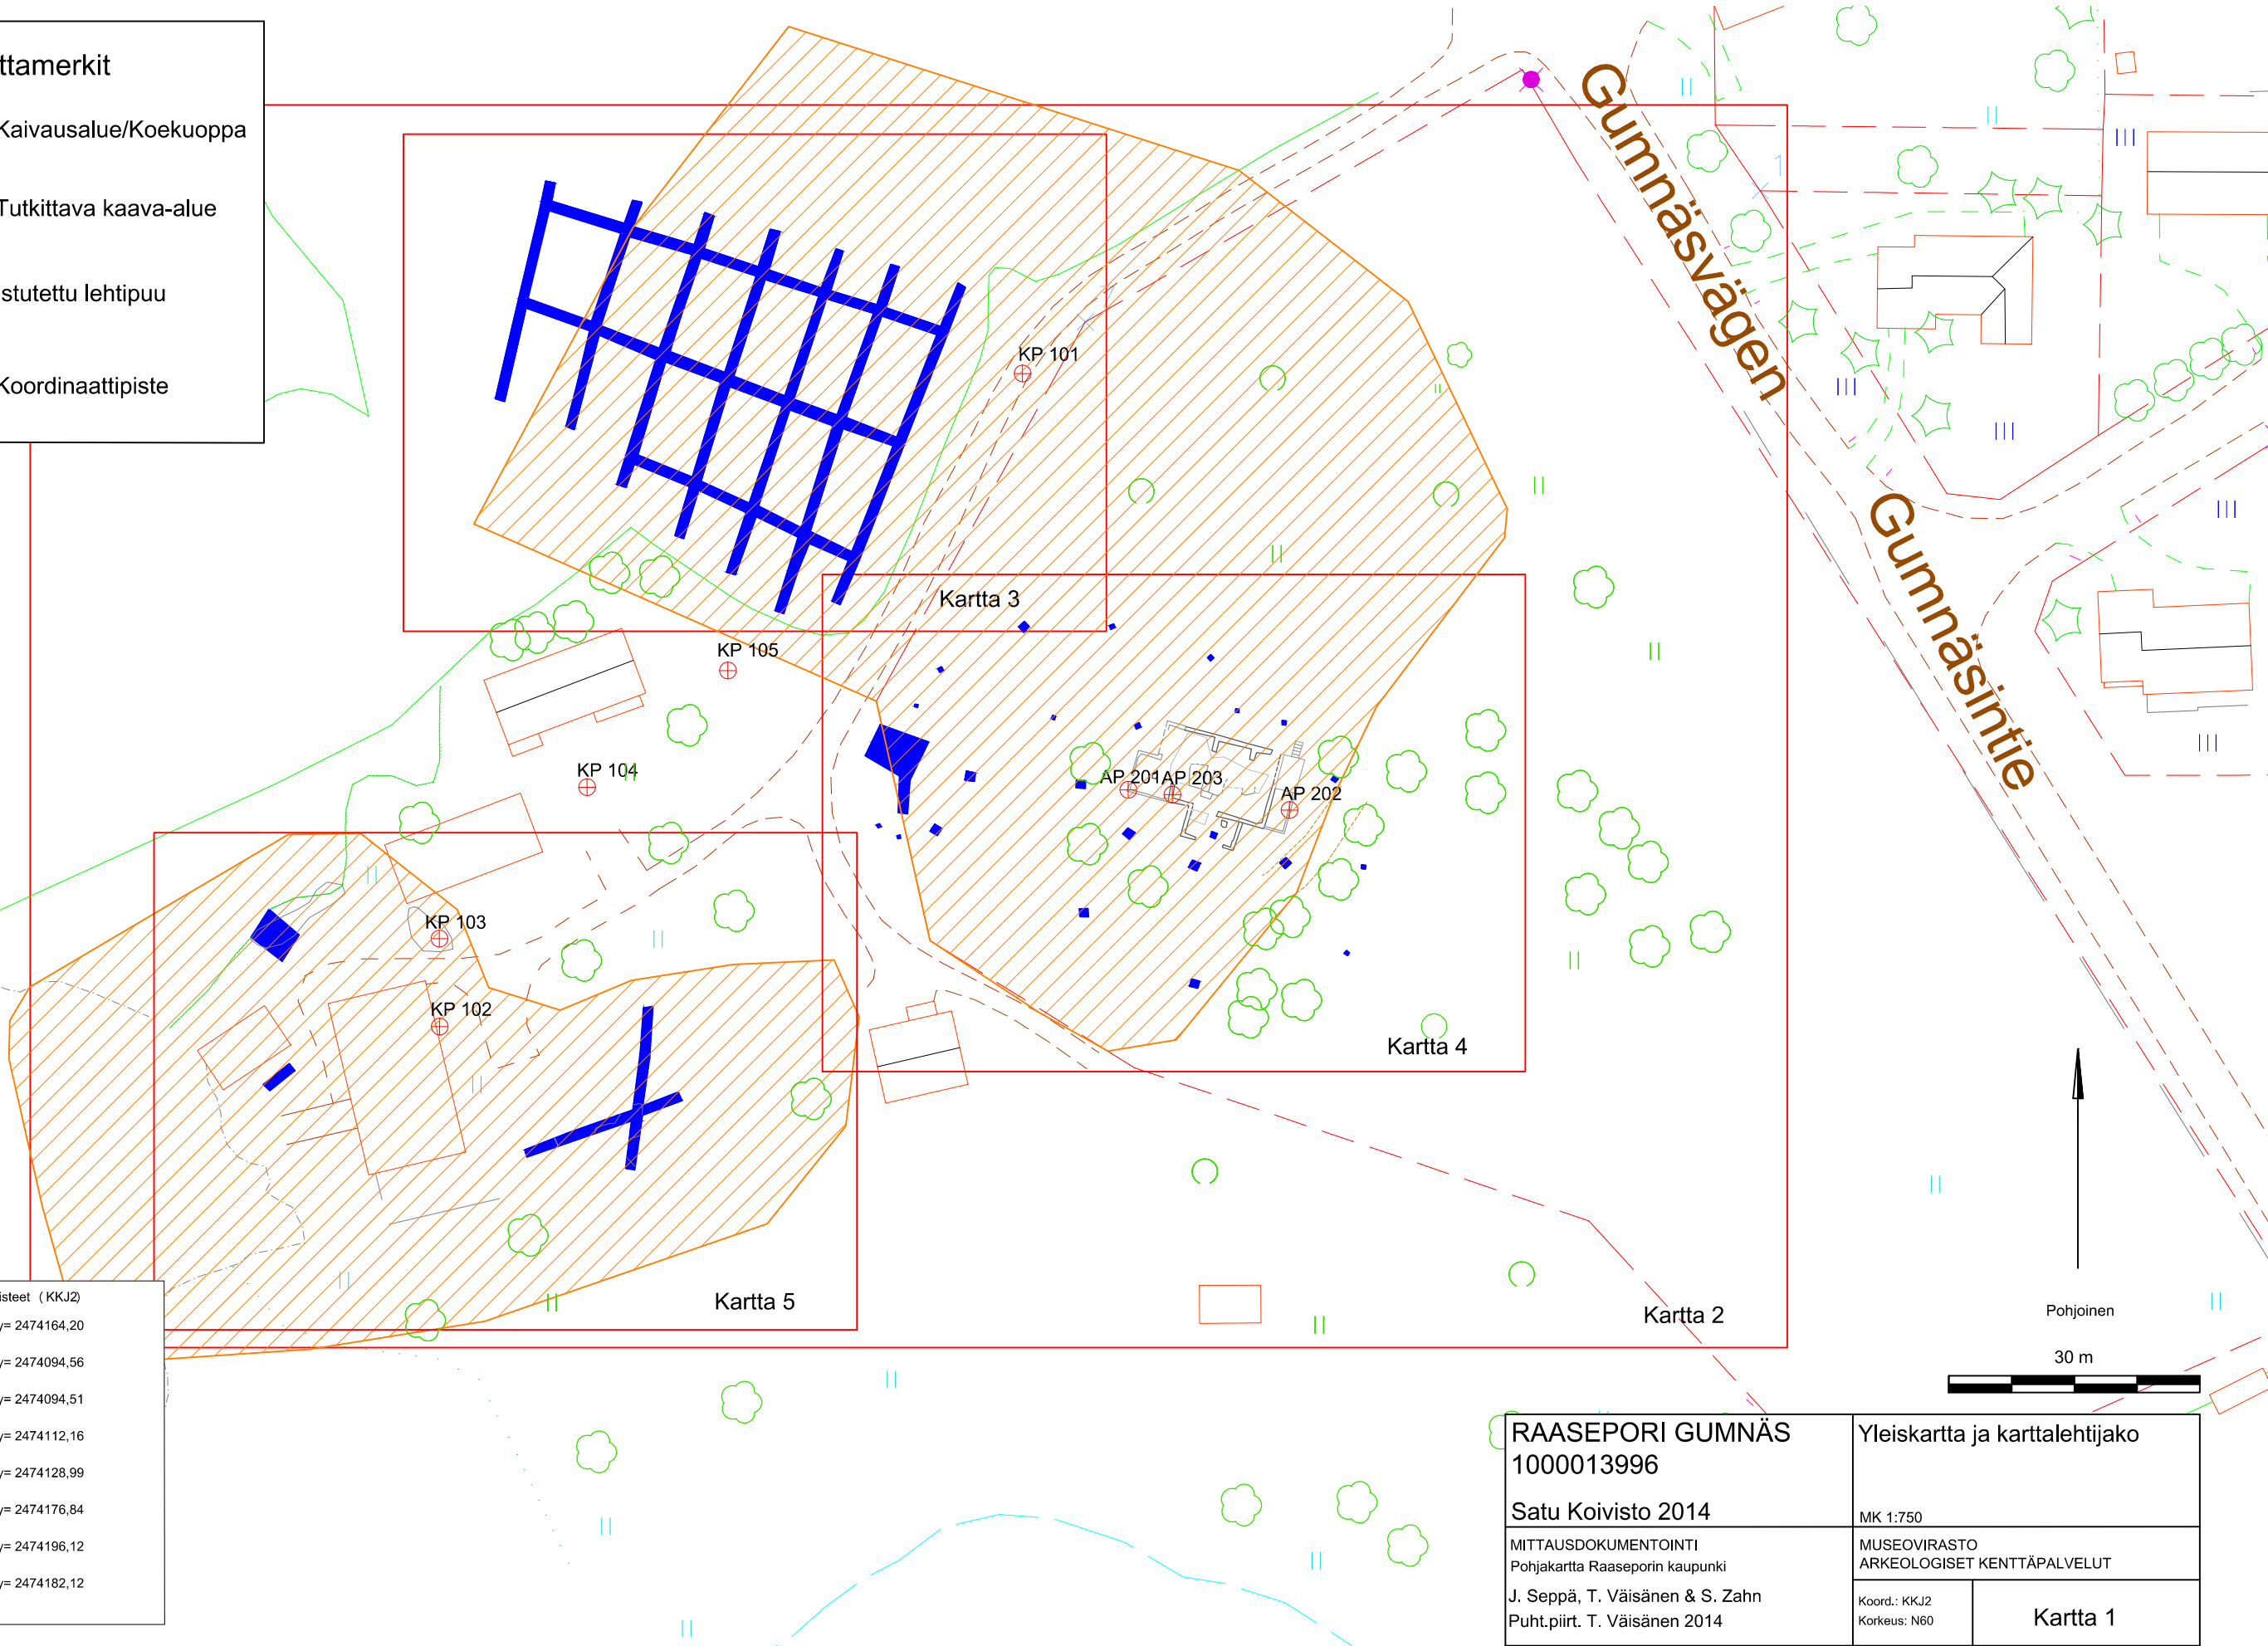 ttamerkit
Kaivausalue/Koekuoppa
Tutkittava kaava-alue
stutettu lehtipuu
Koordinaattipiste
Gumnäsvägen
Gumnäsintie
KP 101
Kartta 3
KP 105
KP 104
AP 201
AP 203
AP 202
KP 103
KP 102
Kartta 4
Kartta 5
Kartta 2
Pohjoinen
30 m
isteet (KKJ2)
y= 2474164,20
y= 2474094,56
y= 2474094,51
y= 2474112,16
y= 2474128,99
y= 2474176,84
y= 2474196,12
y= 2474182,12
RAASEPORI GUMNÄS
1000013996
Satu Koivisto 2014
Yleiskartta ja karttalehtijako
MK 1:750
MITTAUSDOKUMENTOINTI
Pohjakartta Raaseporin kaupunki
J. Seppä, T. Väisänen & S. Zahn
Puht.piirt. T. Väisänen 2014
MUSEOVIRASTO
ARKEOLOGISET KENTTÄPALVELUT
Koord.: KKJ2
Korkeus: N60
Kartta 1